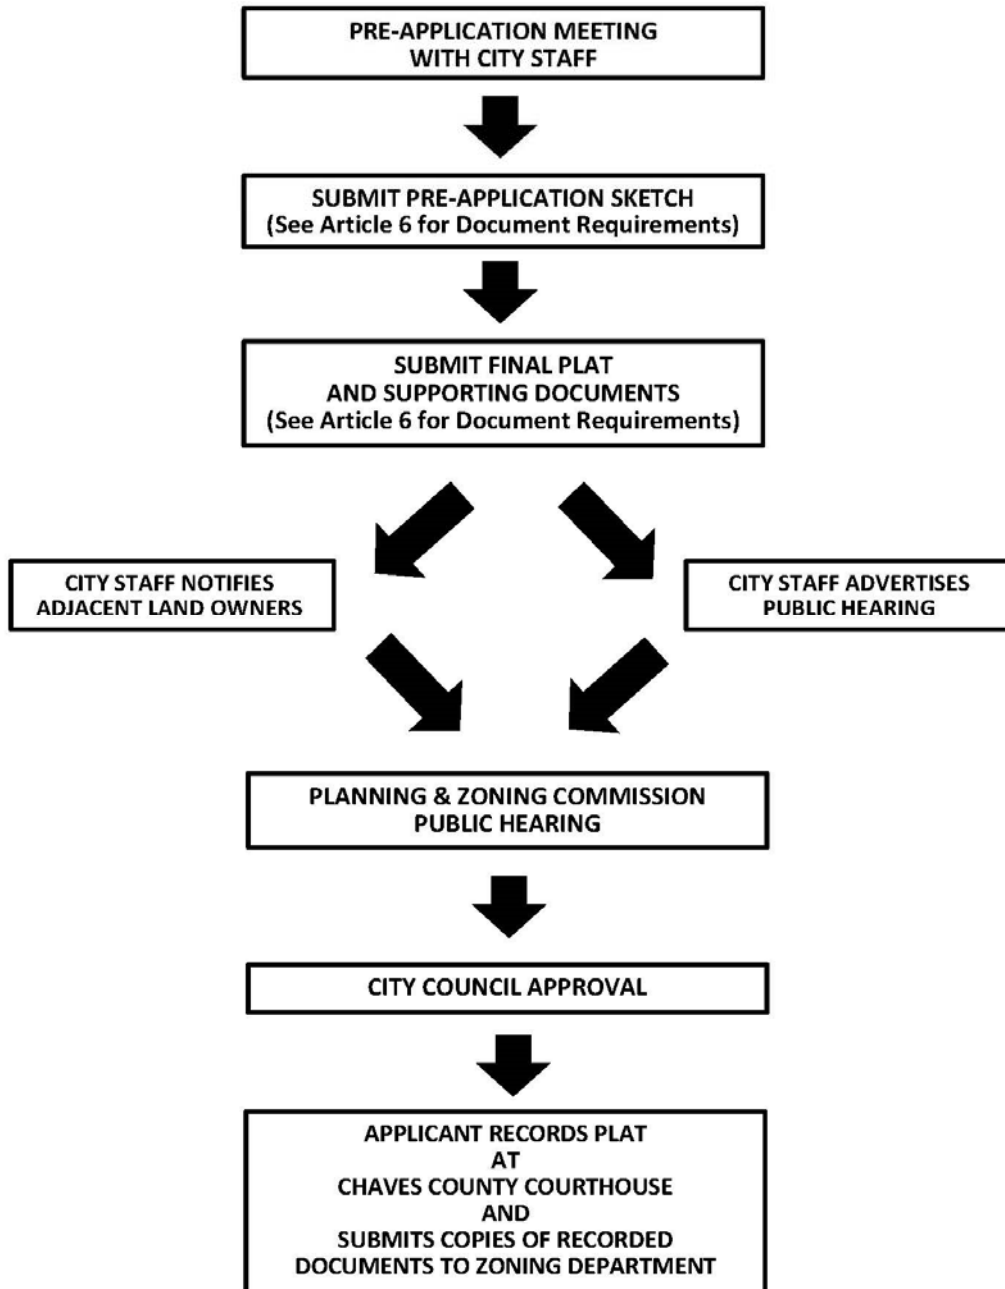 PRE-APPLICATION MEETING
WITH CITY STAFF
SUBMIT PRE-APPLICATION SKETCH
(See Article 6 for Document Requirements)
SUBMIT FINAL PLAT
AND SUPPORTING DOCUMENTS
(See Article 6 for Document Requirements)
CITY STAFF NOTIFIES
ADJACENT LAND OWNERS
CITY STAFF ADVERTISES
PUBLIC HEARING
PLANNING & ZONING COMMISSION
PUBLIC HEARING
CITY COUNCIL APPROVAL
APPLICANT RECORDS PLAT
AT
CHAVES COUNTY COURTHOUSE
AND
SUBMITS COPIES OF RECORDED
DOCUMENTS TO ZONING DEPARTMENT